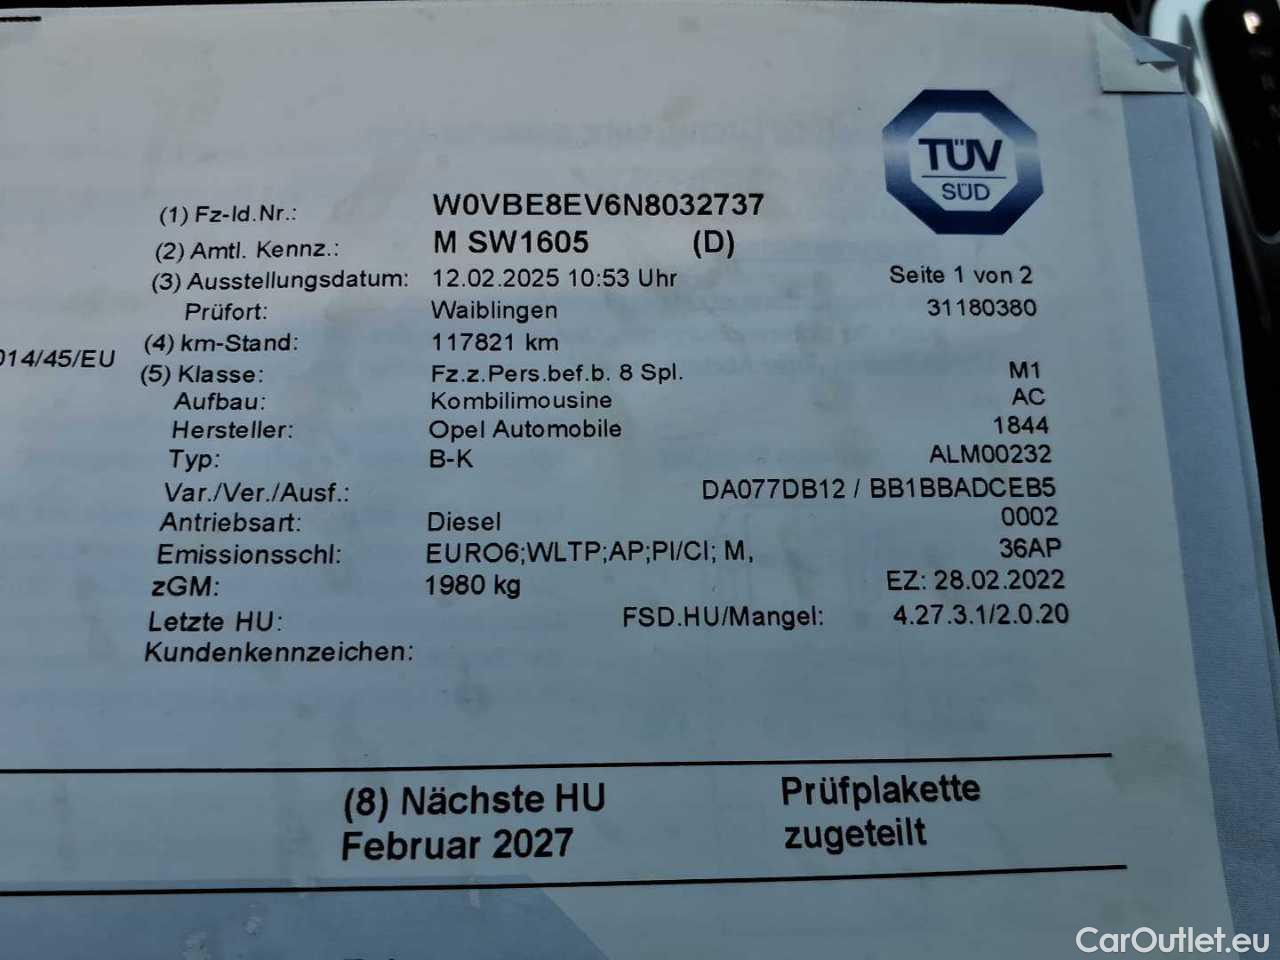 TÜV
SÜD
(1) Fz-Id.Nr.: W0VBE8EV6N8032737
(2) Amtl. Kennz.: M SW1605 (D)
(3) Ausstellungsdatum: 12.02.2025 10:53 Uhr Seite 1 von 2
Prüfort: Waiblingen 31180380
(4) km-Stand: 117821 km
014/45/EU
(5) Klasse: Fz.z.Pers.bef.b. 8 Spl. M1
Aufbau: Kombilimousine AC
Hersteller: Opel Automobile 1844
Typ: B-K ALM00232
Var./Ver./Ausf.: DA077DB12 / BB1BBADCEB5
Antriebsart: Diesel 0002
Emissionsschl: EURO6;WLTP;AP;PI/CI; M, 36AP
zGM: 1980 kg EZ: 28.02.2022
Letzte HU: FSD.HU/Mangel: 4.27.3.1/2.0.20
Kundenkennzeichen:
(8) Nächste HU Prüfplakette
Februar 2027 zugeteilt
CarOutlet.eu